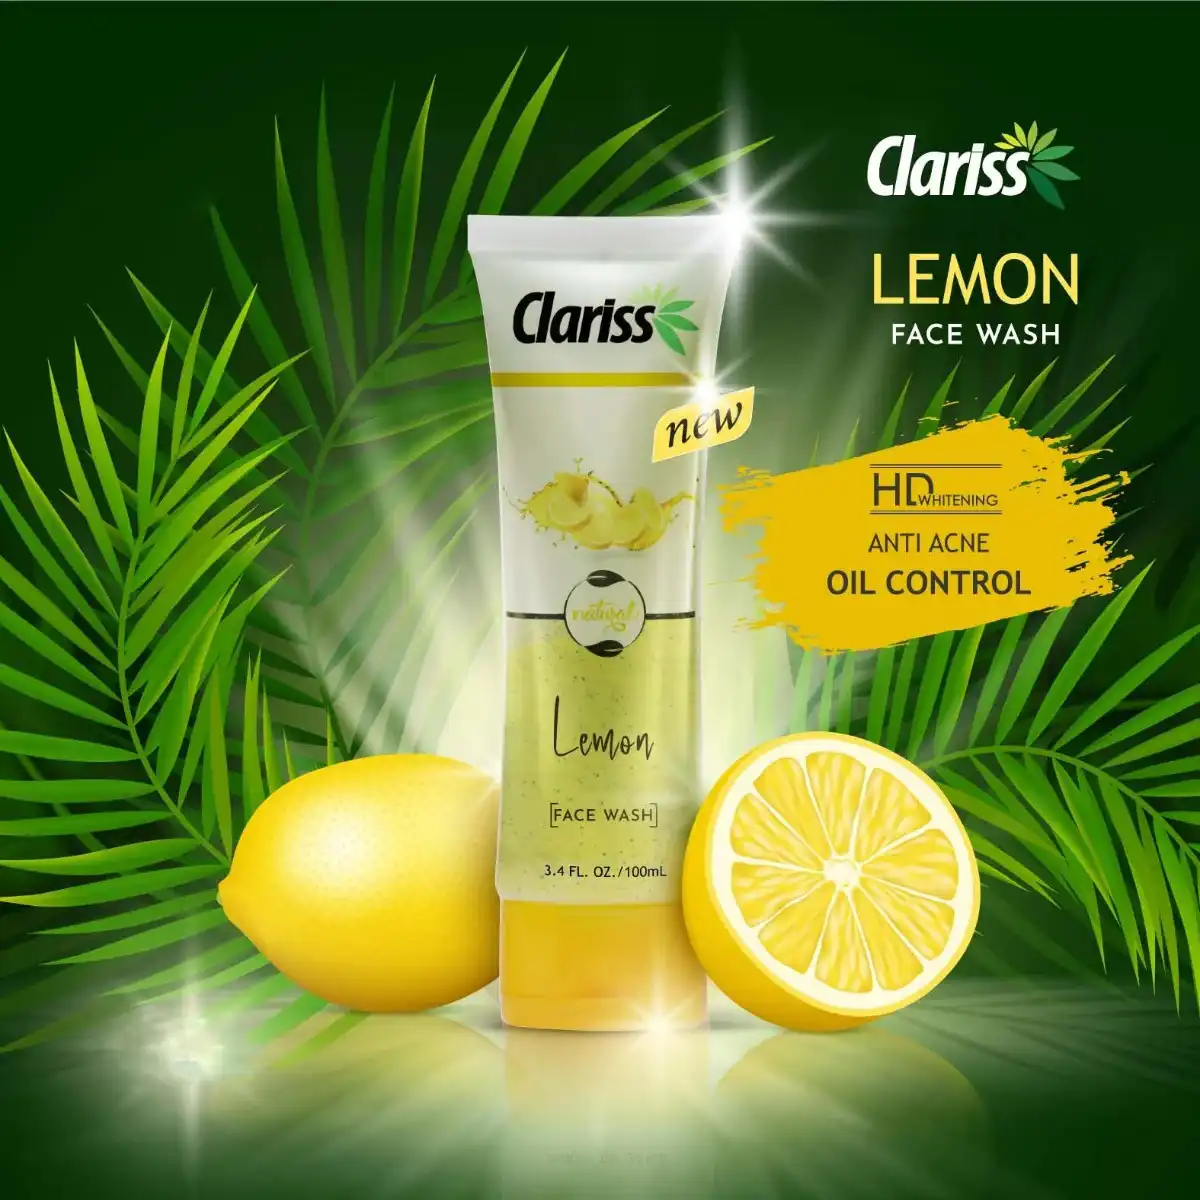 Clariss
LEMON
FACE WASH
Clariss
new
HD WHITENING
ANTI ACNE
OIL CONTROL
natural
Lemon
[FACE WASH]
3.4 FL. OZ./100mL